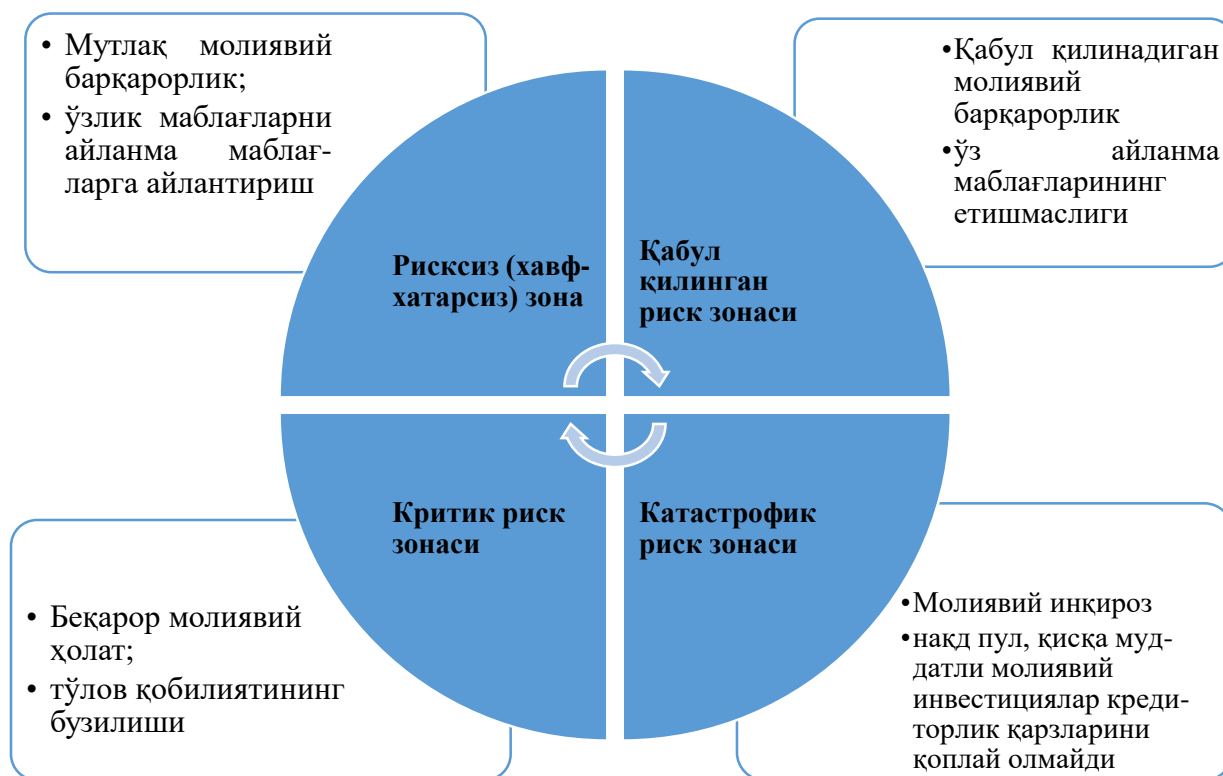 • Мутлақ молиявий
барқарорлик;
• ўзлик маблағларни
айланма маблағ-
ларга айлантириш
•Қабул қилинадиган
молиявий
барқарорлик
•ўз айланма
маблағларининг
етишмаслиги
Рисксиз (хавф-
хатарсиз) зона
Қабул
қилинган
риск зонаси
Критик риск
зонаси
Катастрофик
риск зонаси
• Беқарор молиявий
ҳолат;
• тўлов қобилиятининг
бузилиши
•Молиявий инқироз
•нақд пул, қисқа муд-
датли молиявий
инвестициялар креди-
торлик қарзларини
қоплай олмайди